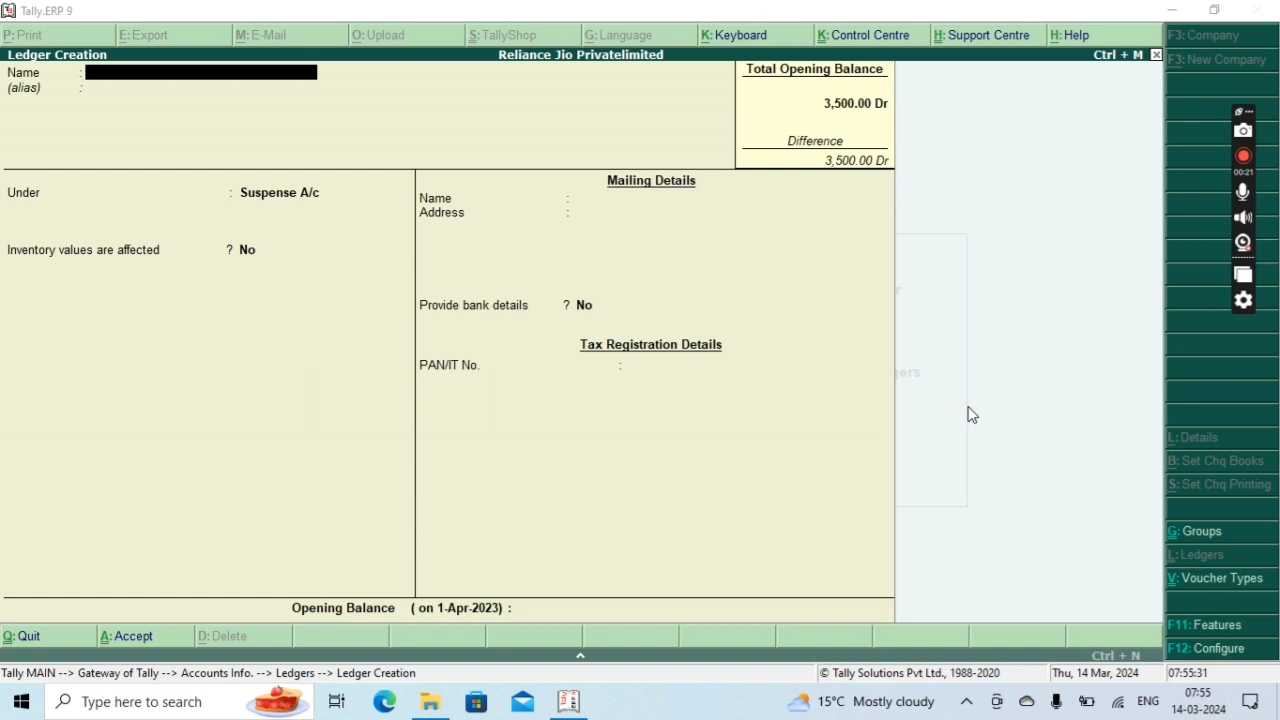 Tally.ERP 9
P: Print
E: Export
M: E-Mail
O: Upload
S: TallyShop
G: Language
K: Keyboard
K: Control Centre
H: Support Centre
H: Help
F3: Company
F3: New Company
Ledger Creation
Reliance Jio Privatelimited
Ctrl + M
Name :
(alias) :
Total Opening Balance
3,500.00 Dr
Difference
3,500.00 Dr
Under : Suspense A/c
Inventory values are affected ? No
Mailing Details
Name :
Address :
Provide bank details ? No
Tax Registration Details
PAN/IT No. :
00:21
L: Details
B: Set Chq Books
S: Set Chq Printing
G: Groups
L: Ledgers
V: Voucher Types
F11: Features
F12: Configure
Opening Balance ( on 1-Apr-2023) :
Q: Quit
A: Accept
D: Delete
Ctrl + N
Tally MAIN --> Gateway of Tally --> Accounts Info. --> Ledgers --> Ledger Creation
© Tally Solutions Pvt Ltd., 1988-2020
Thu, 14 Mar, 2024
07:55:31
Type here to search
15°C Mostly cloudy
ENG
07:55
14-03-2024